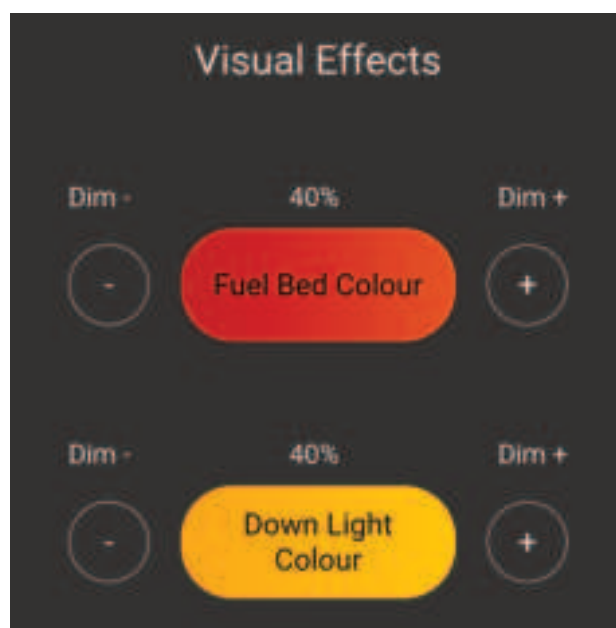 Visual Effects
Dim - 40% Dim +
- Fuel Bed Colour +
Dim - 40% Dim +
- Down Light
Colour +